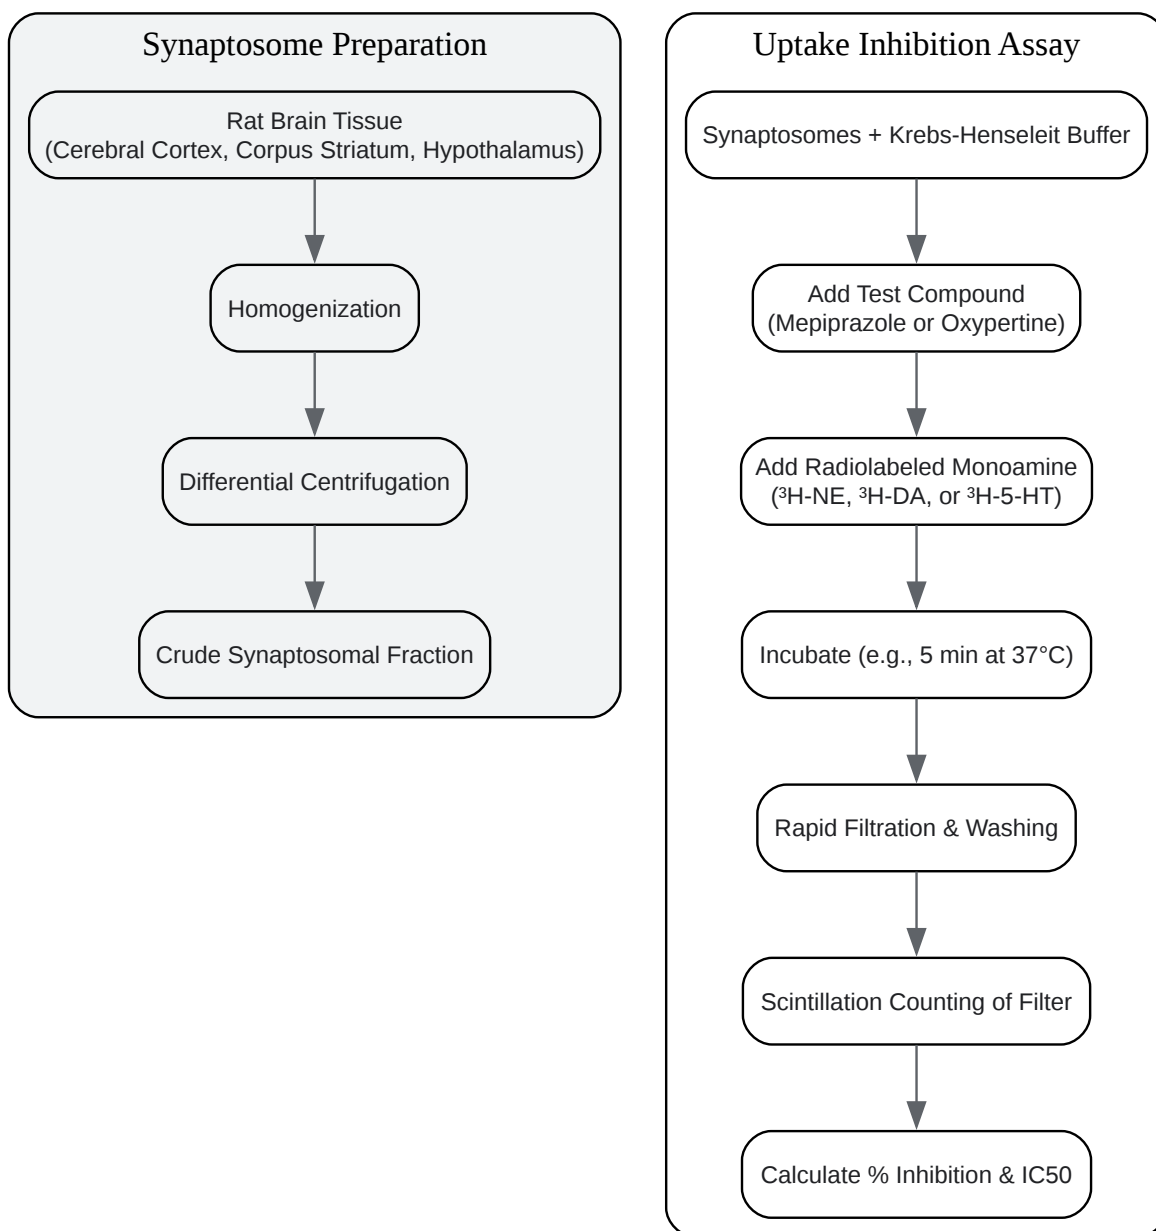 Synaptosome Preparation
Rat Brain Tissue
(Cerebral Cortex, Corpus Striatum, Hypothalamus)
Homogenization
Differential Centrifugation
Crude Synaptosomal Fraction
Uptake Inhibition Assay
Synaptosomes + Krebs-Henseleit Buffer
Add Test Compound
(Mepiprazole or Oxypertine)
Add Radiolabeled Monoamine
(³H-NE, ³H-DA, or ³H-5-HT)
Incubate (e.g., 5 min at 37°C)
Rapid Filtration & Washing
Scintillation Counting of Filter
Calculate % Inhibition & IC50